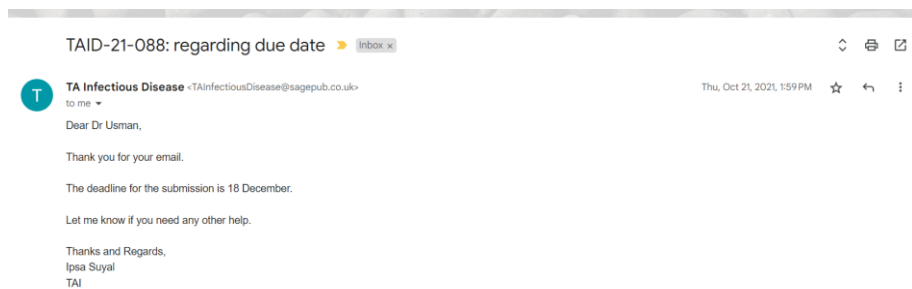 TAID-21-088: regarding due date Inbox ×
T
TA Infectious Disease <TAInfectiousDisease@sagepub.co.uk> Thu, Oct 21, 2021, 1:59 PM
to me
Dear Dr Usman,
Thank you for your email.
The deadline for the submission is 18 December.
Let me know if you need any other help.
Thanks and Regards,
Ipsa Suyal
TAI